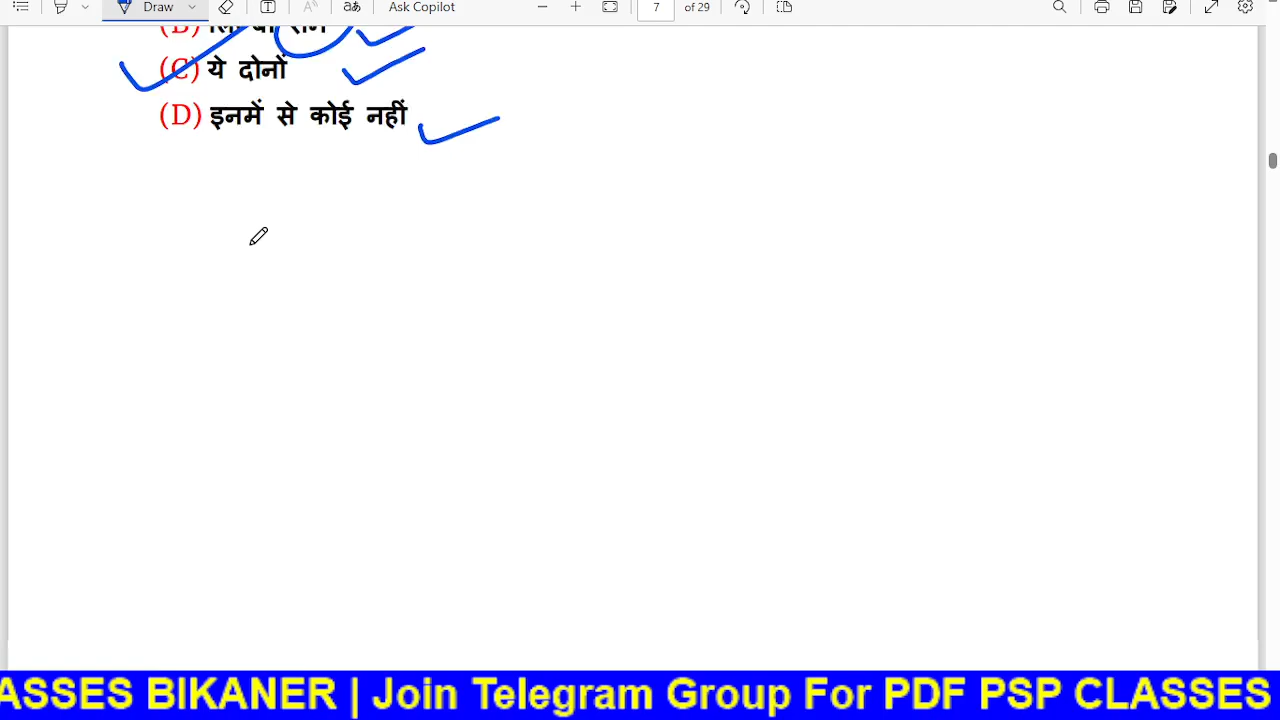 Draw Ask Copilot 7 of 29
(B)
(C) ये दोनों
(D) इनमें से कोई नहीं
ASSES BIKANER | Join Telegram Group For PDF PSP CLASSES